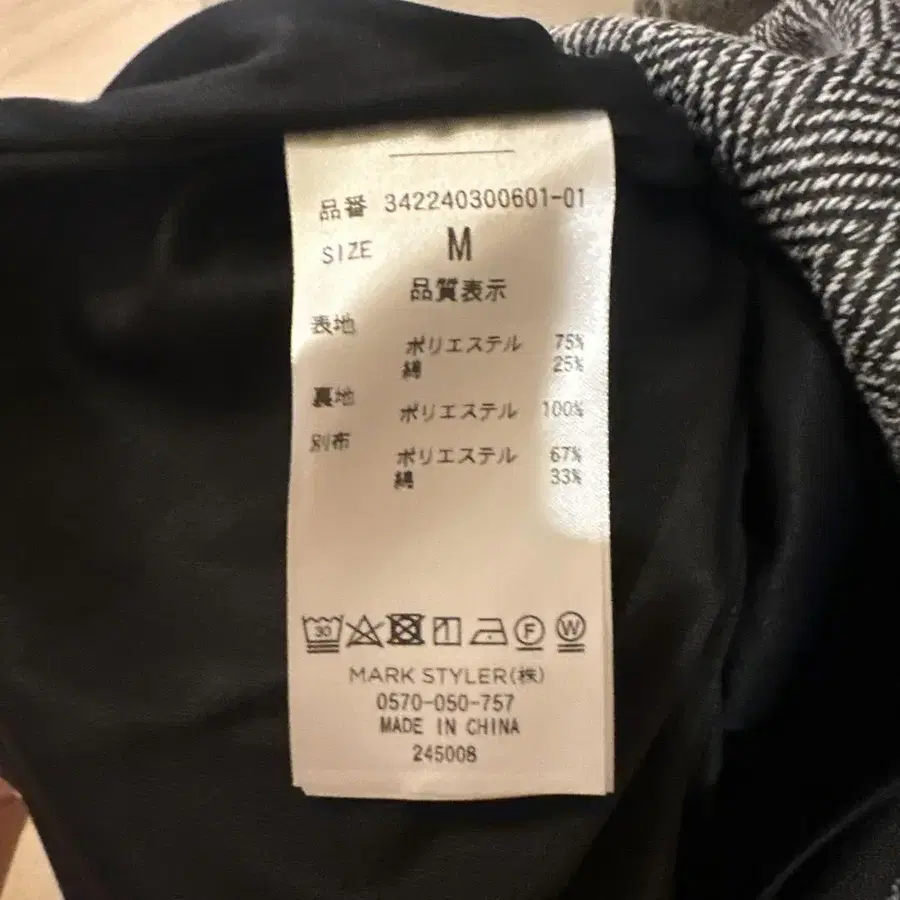 品番 342240300601-01
SIZE M
品質表示
表地
ポリエステル 75%
綿 25%
裏地
ポリエステル 100%
別布
ポリエステル 67%
綿 33%
30 F W
MARK STYLER(株)
0570-050-757
MADE IN CHINA
245008